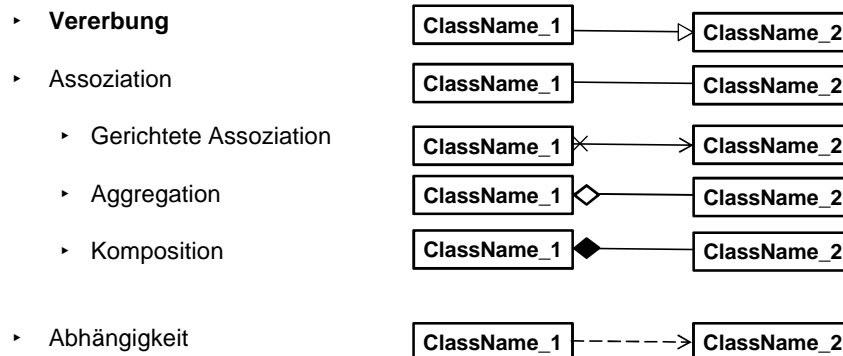 ‣ Vererbung ClassName_1 ClassName_2
‣ Assoziation ClassName_1 ClassName_2
‣ Gerichtete Assoziation ClassName_1 ClassName_2
‣ Aggregation ClassName_1 ClassName_2
‣ Komposition ClassName_1 ClassName_2
‣ Abhängigkeit ClassName_1 ClassName_2